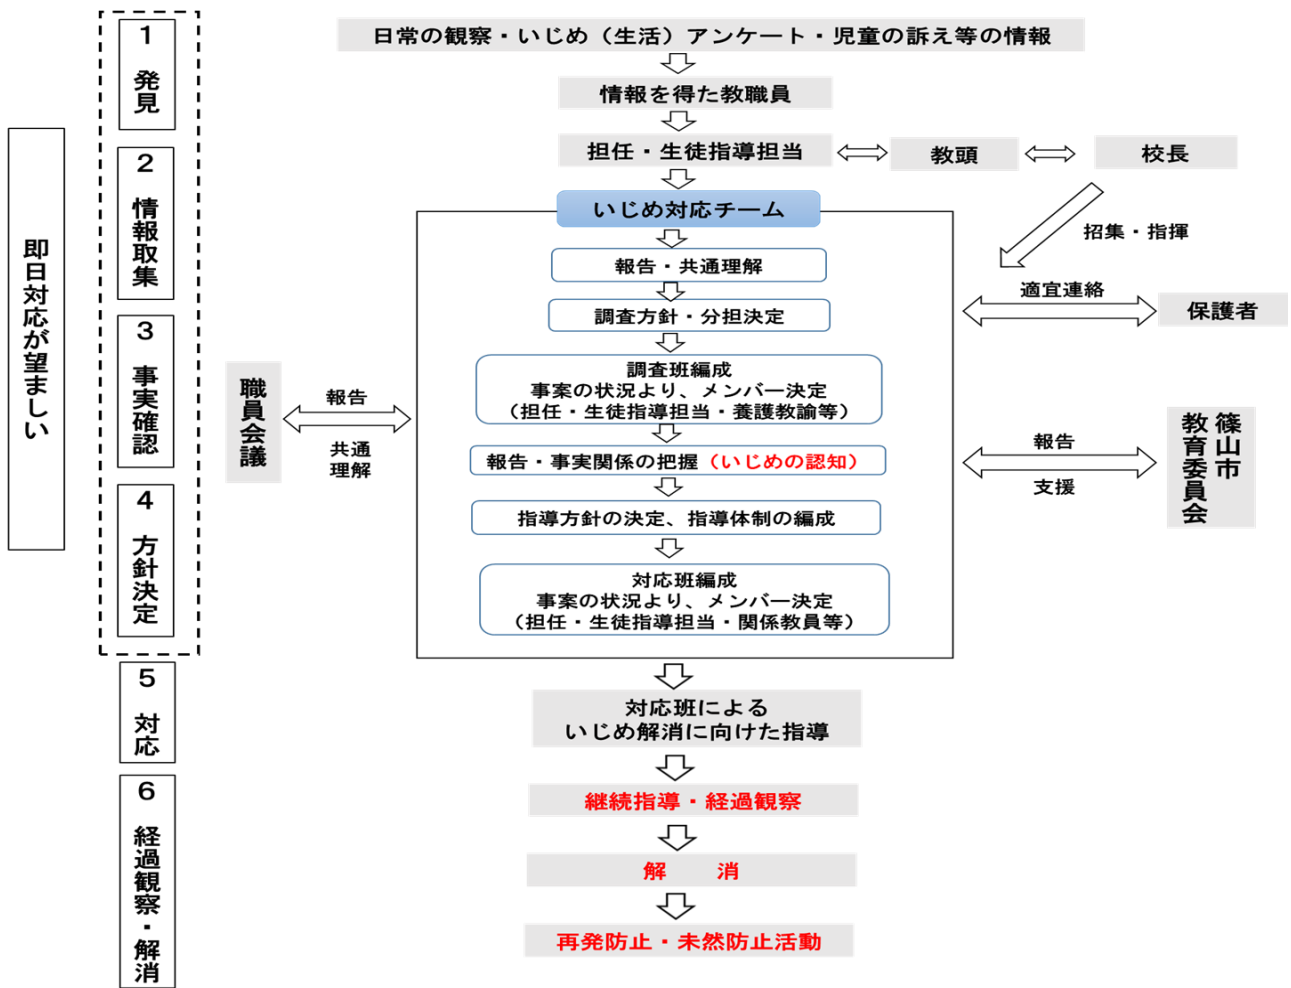 即日対応が望ましい
1 発見
2 情報取集
3 事実確認
4 方針決定
5 対応
6 経過観察・解消
日常の観察・いじめ（生活）アンケート・児童の訴え等の情報
情報を得た教職員
担任・生徒指導担当
教頭
校長
招集・指揮
いじめ対応チーム
報告・共通理解
調査方針・分担決定
調査班編成
事案の状況より、メンバー決定
（担任・生徒指導担当・養護教諭等）
報告・事実関係の把握（いじめの認知）
指導方針の決定、指導体制の編成
対応班編成
事案の状況より、メンバー決定
（担任・生徒指導担当・関係教員等）
職員会議
報告
共通
理解
適宜連絡
保護者
報告
支援
篠山市
教育委員会
対応班による
いじめ解消に向けた指導
継続指導・経過観察
解　　消
再発防止・未然防止活動